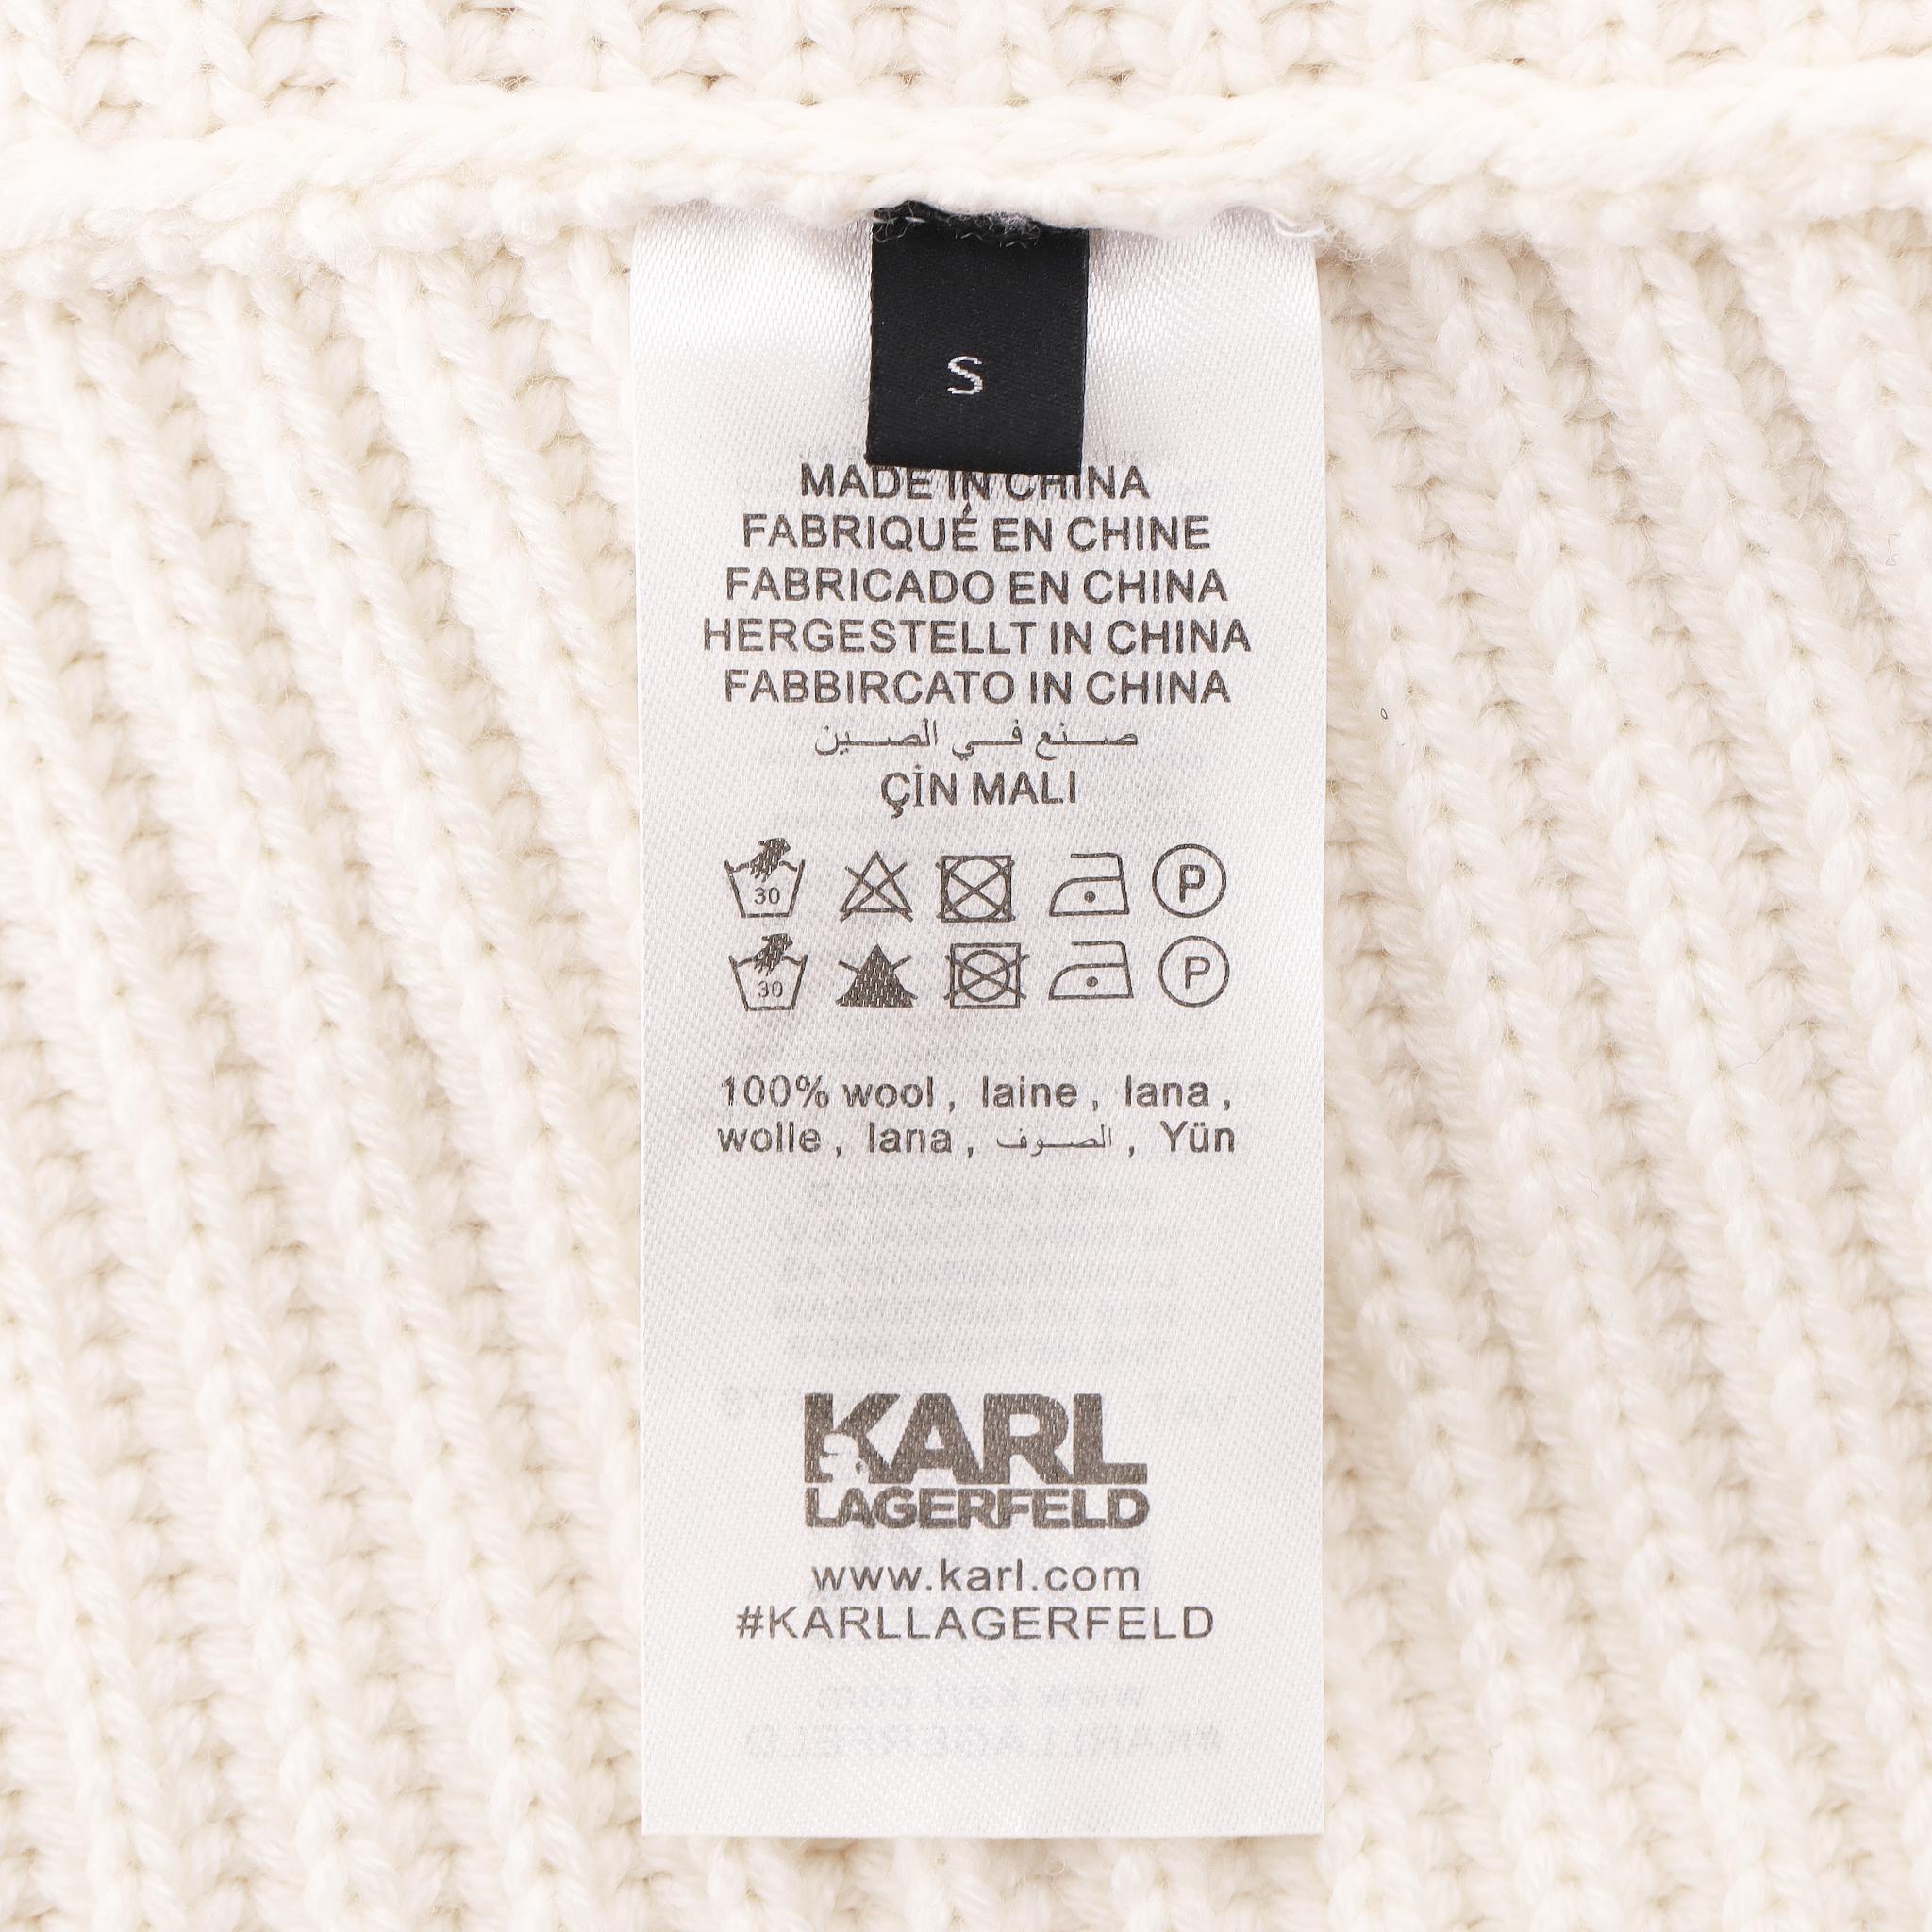 S
MADE IN CHINA
FABRIQUÉ EN CHINE
FABRICADO EN CHINA
HERGESTELLT IN CHINA
FABBIRCATO IN CHINA
صنع في الصين
ÇİN MALI
30 P
30 P
100% wool, laine, lana,
wolle, lana, الصوف, Yün
KARL
LAGERFELD
www.karl.com
#KARLLAGERFELD